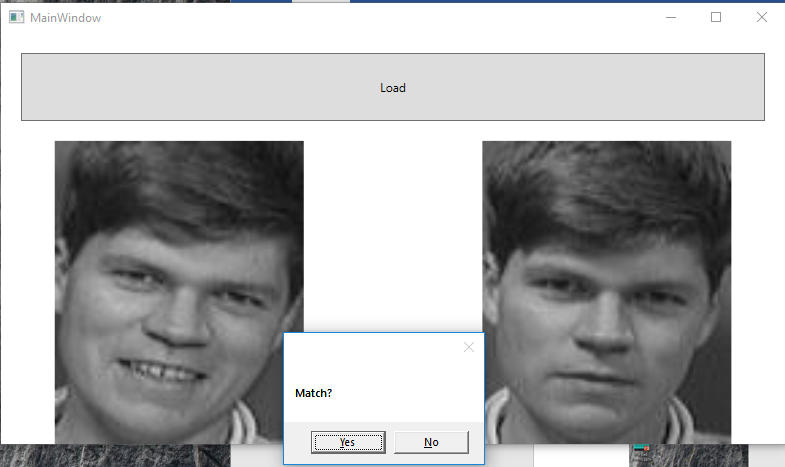 MainWindow
Load
Match?
Yes
No